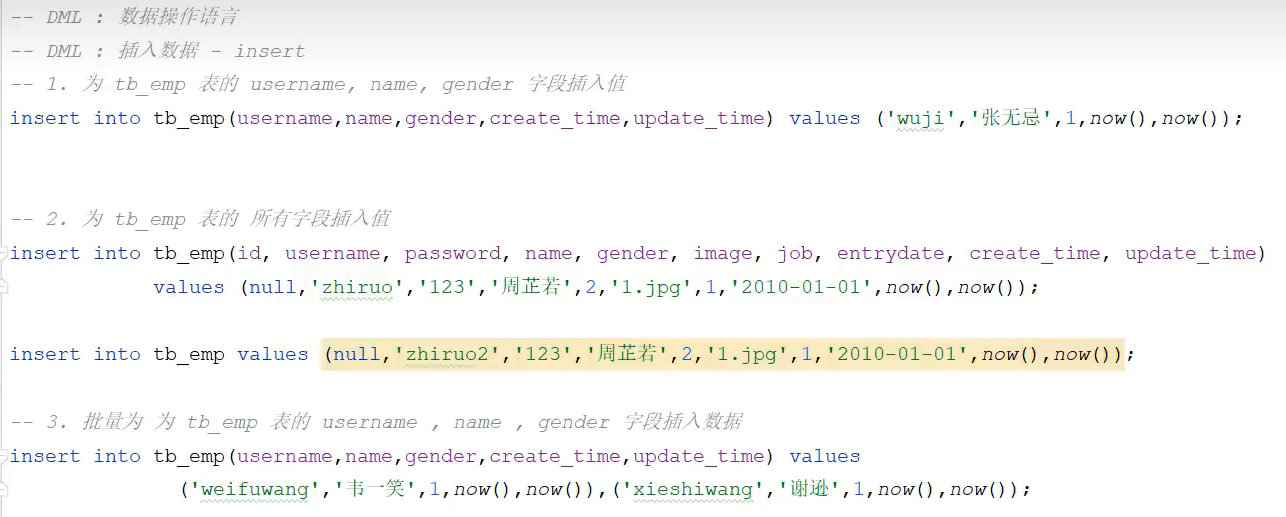 -- DML : 数据操作语言
-- DML : 插入数据 - insert
-- 1. 为 tb_emp 表的 username, name, gender 字段插入值
insert into tb_emp(username,name,gender,create_time,update_time) values ('wuji','张无忌',1,now(),now());
-- 2. 为 tb_emp 表的 所有字段插入值
insert into tb_emp(id, username, password, name, gender, image, job, entrydate, create_time, update_time)
values (null,'zhiruo','123','周芷若',2,'1.jpg',1,'2010-01-01',now(),now());
insert into tb_emp values (null,'zhiruo2','123','周芷若',2,'1.jpg',1,'2010-01-01',now(),now());
-- 3. 批量为 为 tb_emp 表的 username , name , gender 字段插入数据
insert into tb_emp(username,name,gender,create_time,update_time) values
('weifuwang','韦一笑',1,now(),now()),('xieshiwang','谢逊',1,now(),now());